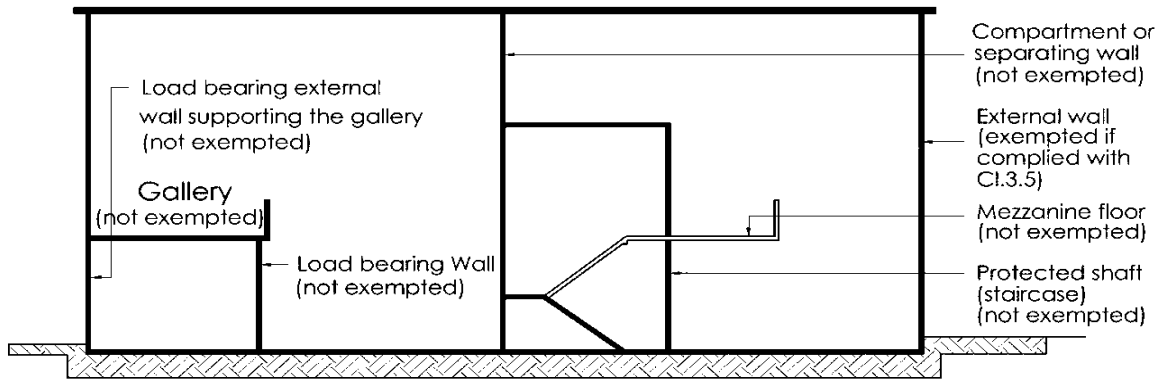 Load bearing external
wall supporting the gallery
(not exempted)
Gallery
(not exempted)
Load bearing Wall
(not exempted)
Compartment or
separating wall
(not exempted)
External wall
(exempted if
complied with
Cl.3.5)
Mezzanine floor
(not exempted)
Protected shaft
(staircase)
(not exempted)